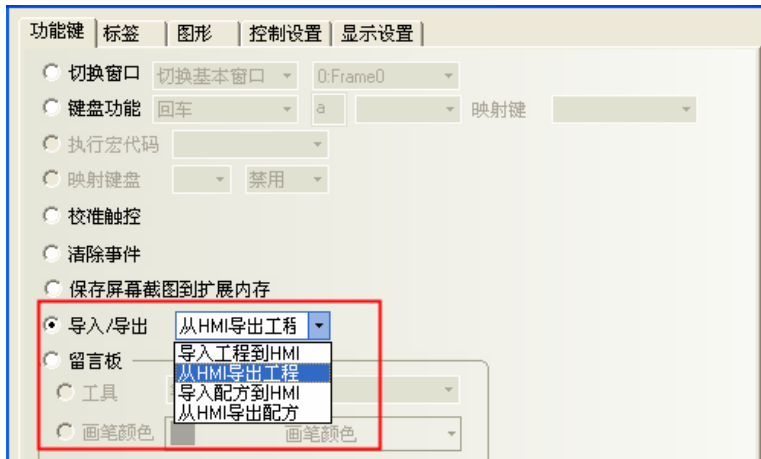 功能键 标签 图形 控制设置 显示设置
切换窗口 切换基本窗口 0:Frame0
键盘功能 回车 a 映射键
执行宏代码
映射键盘 禁用
校准触控
清除事件
保存屏幕截图到扩展内存
导入/导出 从HMI导出工程
导入工程到HMI
留言板
从HMI导出工程
工具 导入配方到HMI
从HMI导出配方
画笔颜色 画笔颜色